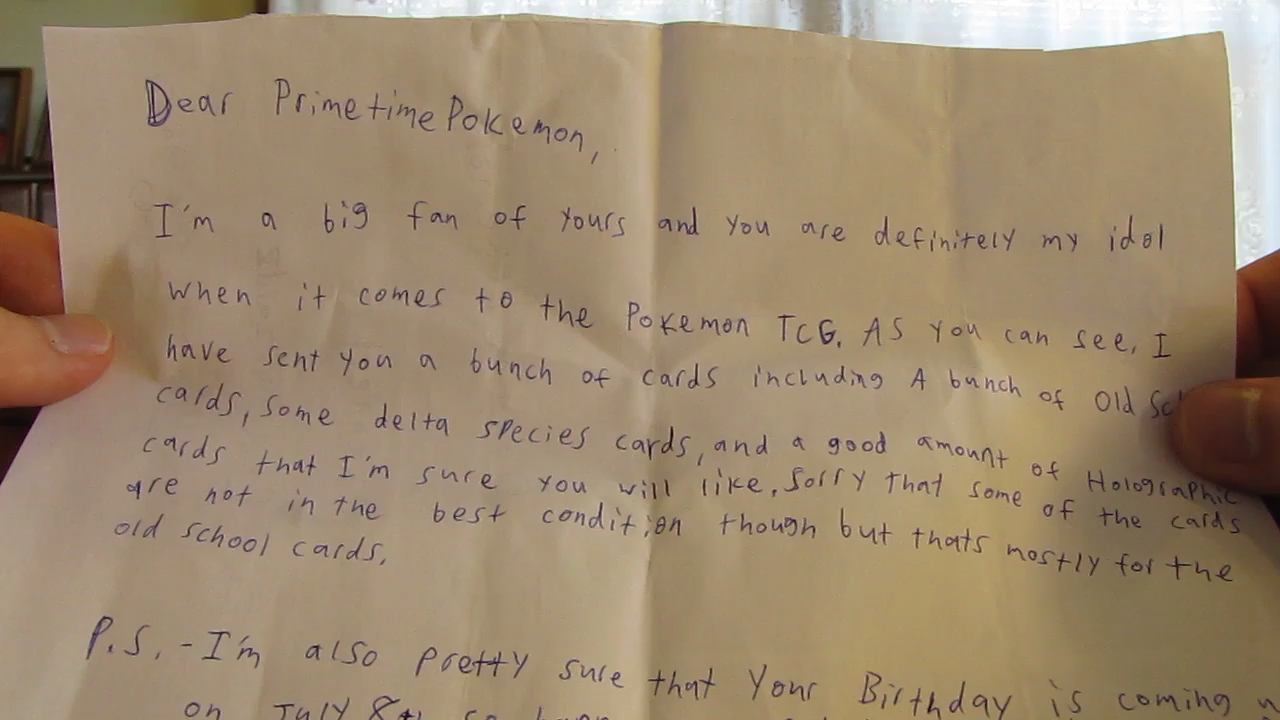 Dear PrimetimePokemon,
I'm a big fan of yours and you are definitely my idol
when it comes to the Pokemon TCG. As you can see, I
have sent you a bunch of cards including A bunch of Old
cards, some delta species cards, and a good amount of Holographic
cards that I'm sure you will like. Sorry that some of the cards
are not in the best condition though but thats mostly for the
old school cards.
P.S. - I'm also pretty sure that Your Birthday is coming
on July 8th so